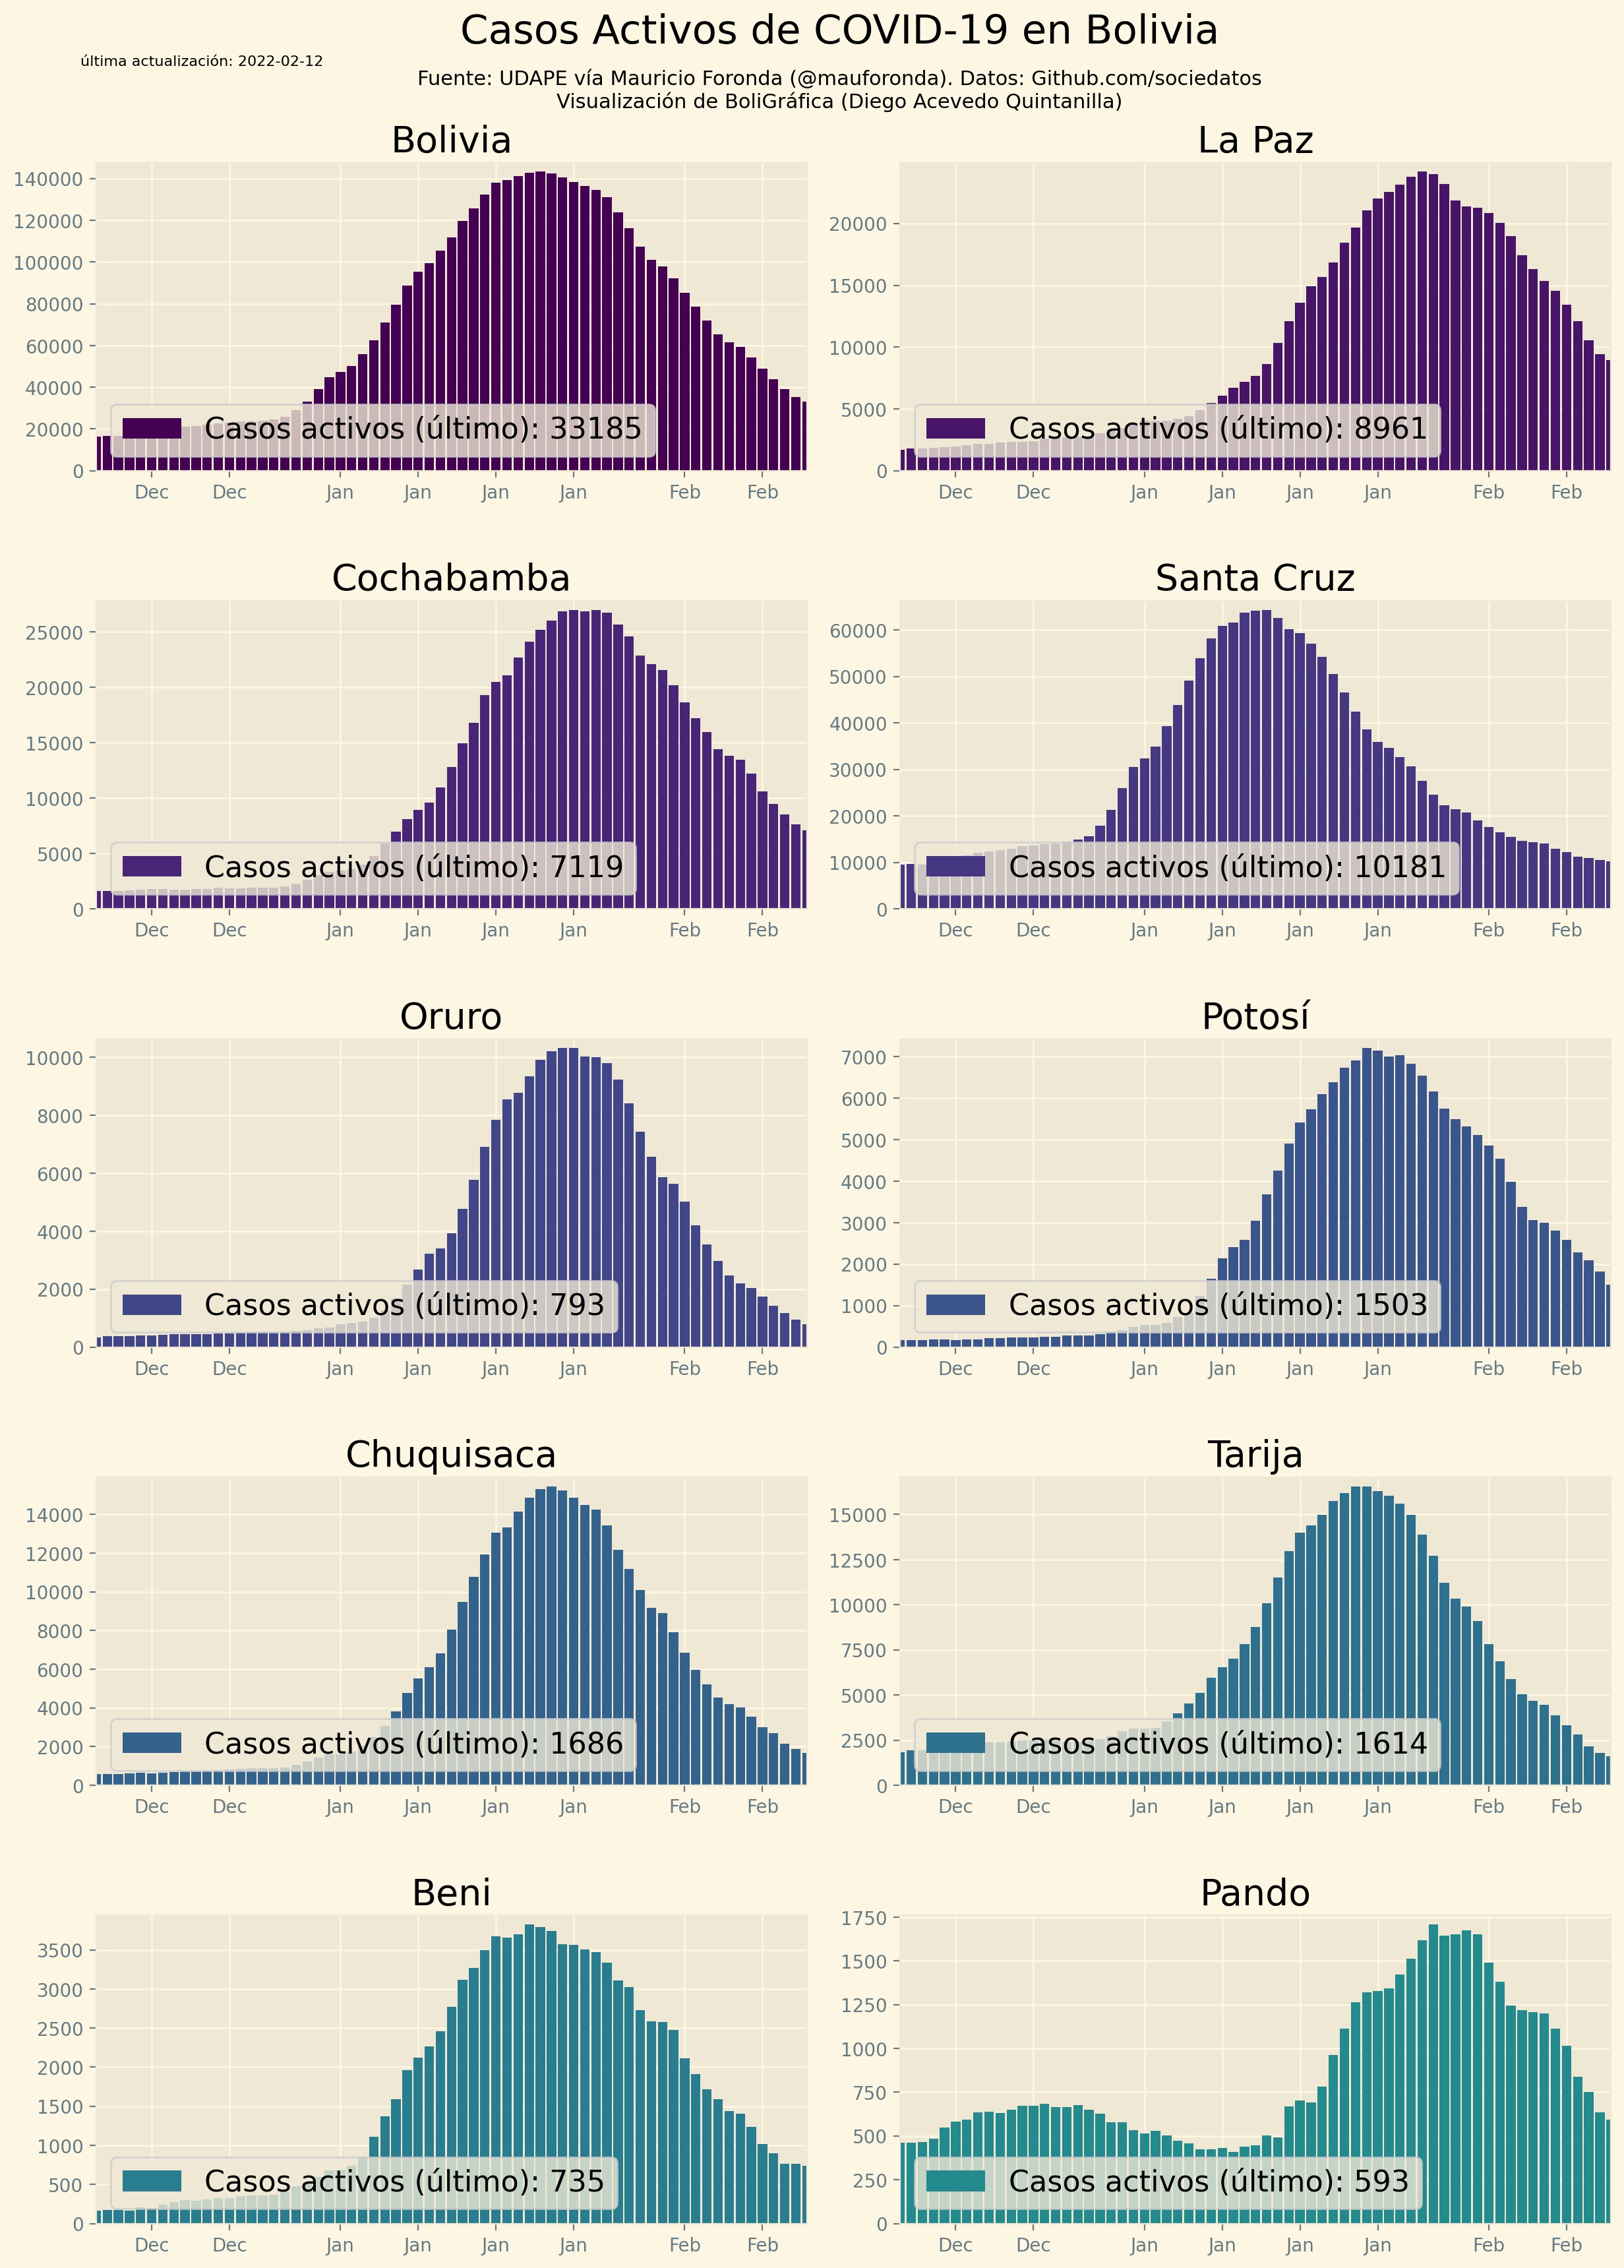 Casos Activos de COVID-19 en Bolivia
última actualización: 2022-02-12
Fuente: UDAPE vía Mauricio Foronda (@mauforonda). Datos: Github.com/sociedatos
Visualización de BoliGráfica (Diego Acevedo Quintanilla)
Bolivia
140000
120000
100000
80000
60000
40000
20000
0
Casos activos (último): 33185
Dec Dec Jan Jan Jan Jan Feb Feb
La Paz
20000
15000
10000
5000
0
Casos activos (último): 8961
Dec Dec Jan Jan Jan Jan Feb Feb
Cochabamba
25000
20000
15000
10000
5000
0
Casos activos (último): 7119
Dec Dec Jan Jan Jan Jan Feb Feb
Santa Cruz
60000
50000
40000
30000
20000
10000
0
Casos activos (último): 10181
Dec Dec Jan Jan Jan Jan Feb Feb
Oruro
10000
8000
6000
4000
2000
0
Casos activos (último): 793
Dec Dec Jan Jan Jan Jan Feb Feb
Potosí
7000
6000
5000
4000
3000
2000
1000
0
Casos activos (último): 1503
Dec Dec Jan Jan Jan Jan Feb Feb
Chuquisaca
14000
12000
10000
8000
6000
4000
2000
0
Casos activos (último): 1686
Dec Dec Jan Jan Jan Jan Feb Feb
Tarija
15000
12500
10000
7500
5000
2500
0
Casos activos (último): 1614
Dec Dec Jan Jan Jan Jan Feb Feb
Beni
3500
3000
2500
2000
1500
1000
500
0
Casos activos (último): 735
Dec Dec Jan Jan Jan Jan Feb Feb
Pando
1750
1500
1250
1000
750
500
250
0
Casos activos (último): 593
Dec Dec Jan Jan Jan Jan Feb Feb